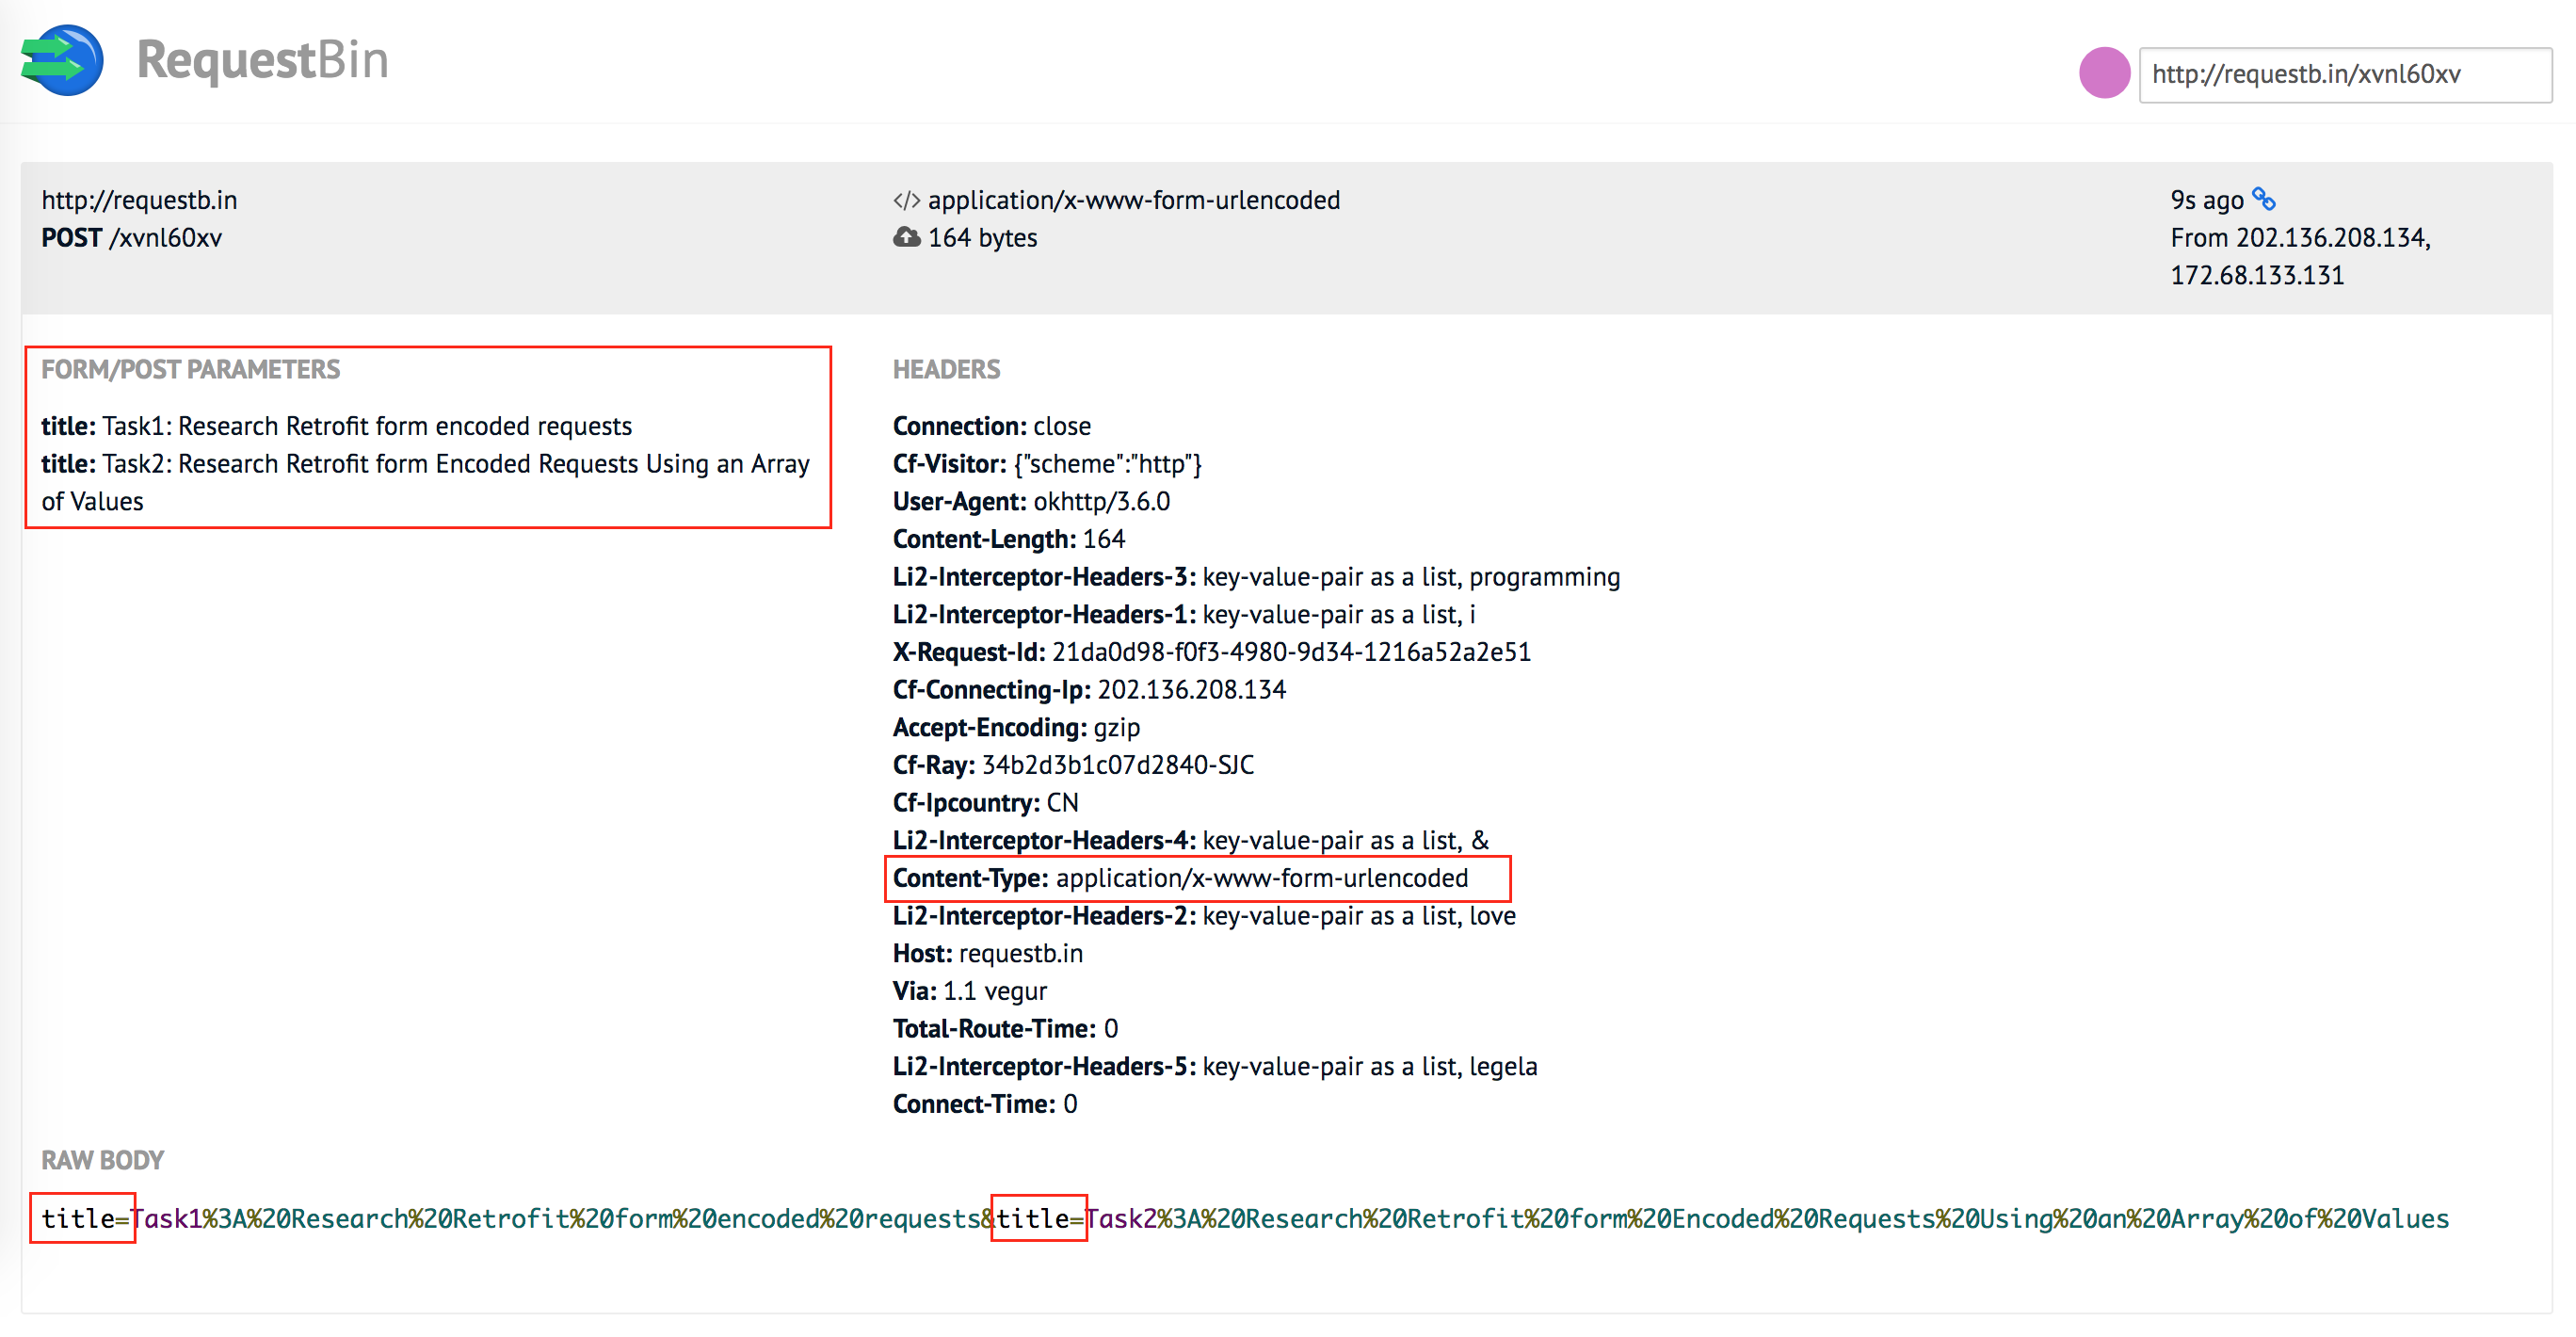 RequestBin
http://requestb.in/xvnl60xv
http://requestb.in
POST /xvnl60xv
application/x-www-form-urlencoded
164 bytes
9s ago
From 202.136.208.134,
172.68.133.131
FORM/POST PARAMETERS
title: Task1: Research Retrofit form encoded requests
title: Task2: Research Retrofit form Encoded Requests Using an Array
of Values
HEADERS
Connection: close
Cf-Visitor: {"scheme":"http"}
User-Agent: okhttp/3.6.0
Content-Length: 164
Li2-Interceptor-Headers-3: key-value-pair as a list, programming
Li2-Interceptor-Headers-1: key-value-pair as a list, i
X-Request-Id: 21da0d98-f0f3-4980-9d34-1216a52a2e51
Cf-Connecting-Ip: 202.136.208.134
Accept-Encoding: gzip
Cf-Ray: 34b2d3b1c07d2840-SJC
Cf-Ipcountry: CN
Li2-Interceptor-Headers-4: key-value-pair as a list, &
Content-Type: application/x-www-form-urlencoded
Li2-Interceptor-Headers-2: key-value-pair as a list, love
Host: requestb.in
Via: 1.1 vegur
Total-Route-Time: 0
Li2-Interceptor-Headers-5: key-value-pair as a list, legela
Connect-Time: 0
RAW BODY
title=Task1%3A%20Research%20Retrofit%20form%20encoded%20requests&title=Task2%3A%20Research%20Retrofit%20form%20Encoded%20Requests%20Using%20an%20Array%20of%20Values